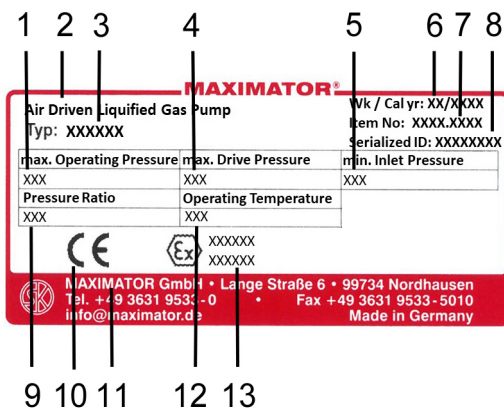 1 2 3 4 5 6 7 8
MAXIMATOR®
Air Driven Liquified Gas Pump
Typ: XXXXXX
Wk / Cal yr: XX/XXXX
Item No: XXXX.XXXX
Serialized ID: XXXXXXXX
max. Operating Pressure max. Drive Pressure min. Inlet Pressure
XXX XXX XXX
Pressure Ratio Operating Temperature
XXX XXX
CE Ex XXXXXX
XXXXXX
MAXIMATOR GmbH • Lange Straße 6 • 99734 Nordhausen
Tel. +49 3631 9533-0 • Fax +49 3631 9533-5010
info@maximator.de Made in Germany
9 10 11 12 13